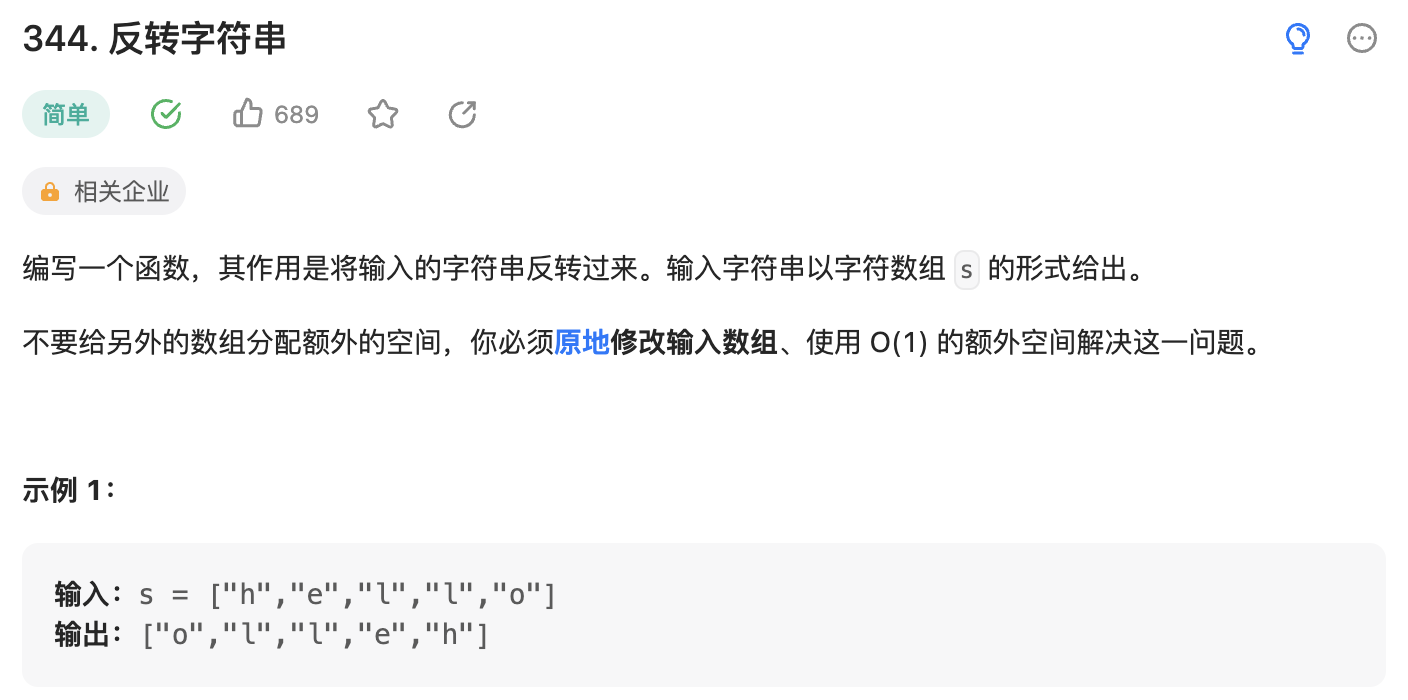 344. 反转字符串
简单 689
相关企业
编写一个函数，其作用是将输入的字符串反转过来。输入字符串以字符数组 s 的形式给出。
不要给另外的数组分配额外的空间，你必须原地修改输入数组、使用 O(1) 的额外空间解决这一问题。
示例 1：
输入：s = ["h","e","l","l","o"]
输出：["o","l","l","e","h"]